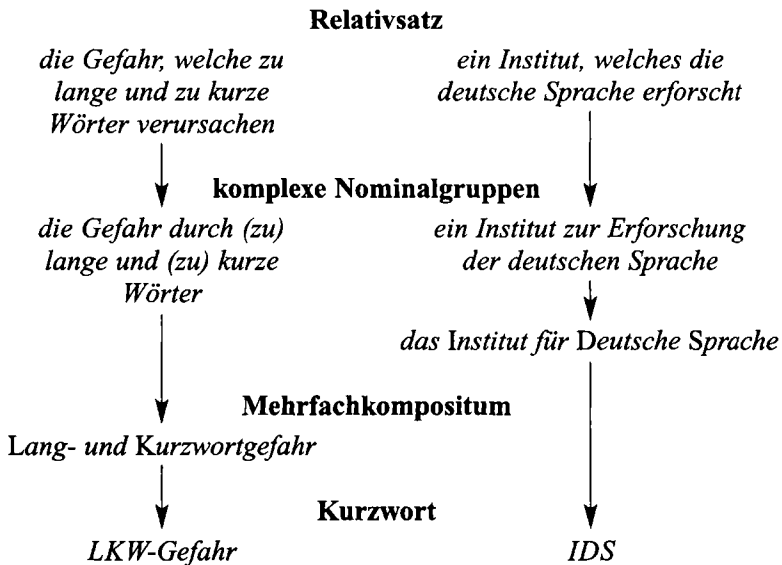 Relativsatz
die Gefahr, welche zu
lange und zu kurze
Wörter verursachen
ein Institut, welches die
deutsche Sprache erforscht
komplexe Nominalgruppen
die Gefahr durch (zu)
lange und (zu) kurze
Wörter
ein Institut zur Erforschung
der deutschen Sprache
das Institut für Deutsche Sprache
Mehrfachkompositum
Lang- und Kurzwortgefahr
Kurzwort
LKW-Gefahr
IDS